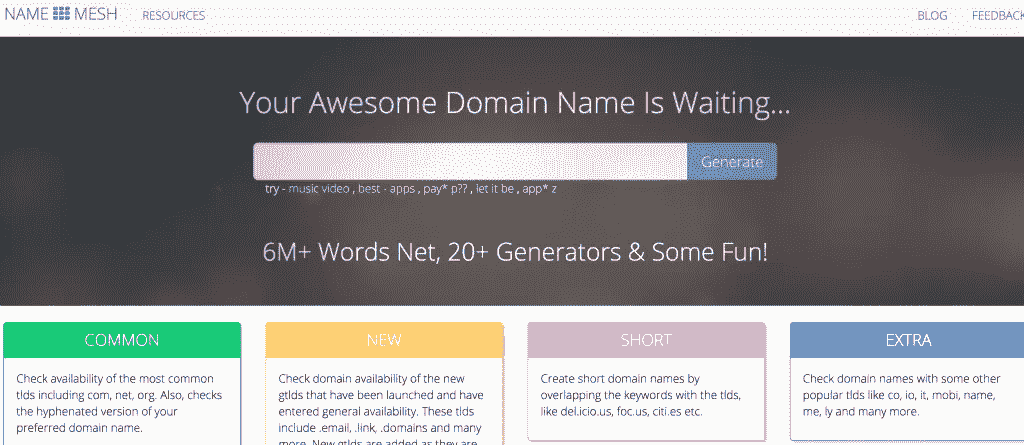 NAME MESH RESOURCES BLOG FEEDBACK
Your Awesome Domain Name Is Waiting...
Generate
try - music video , best - apps , pay* p?? , let it be , app* z
6M+ Words Net, 20+ Generators & Some Fun!
COMMON
Check availability of the most common
tlds including com, net, org. Also, checks
the hyphenated version of your
preferred domain name.
NEW
Check domain availability of the new
gtlds that have been launched and have
entered general availability. These tlds
include .email, .link, .domains and many
more. New gtlds are added as they are
SHORT
Create short domain names by
overlapping the keywords with the tlds,
like del.icio.us, foc.us, citi.es etc.
EXTRA
Check domain names with some other
popular tlds like co, io, it, mobi, name,
me, ly and many more.